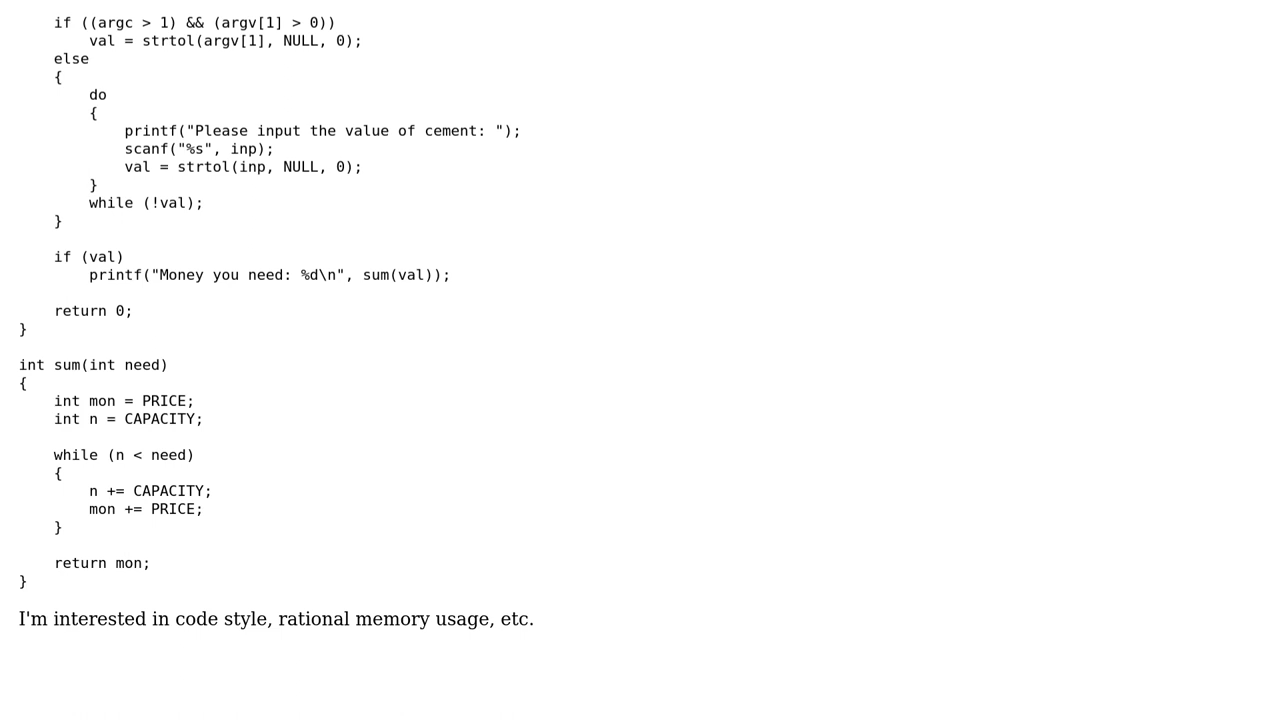 if ((argc > 1) && (argv[1] > 0))
        val = strtol(argv[1], NULL, 0);
    else
    {
        do
        {
            printf("Please input the value of cement: ");
            scanf("%s", inp);
            val = strtol(inp, NULL, 0);
        }
        while (!val);
    }

    if (val)
        printf("Money you need: %d\n", sum(val));

    return 0;
}

int sum(int need)
{
    int mon = PRICE;
    int n = CAPACITY;

    while (n < need)
    {
        n += CAPACITY;
        mon += PRICE;
    }

    return mon;
}
I'm interested in code style, rational memory usage, etc.